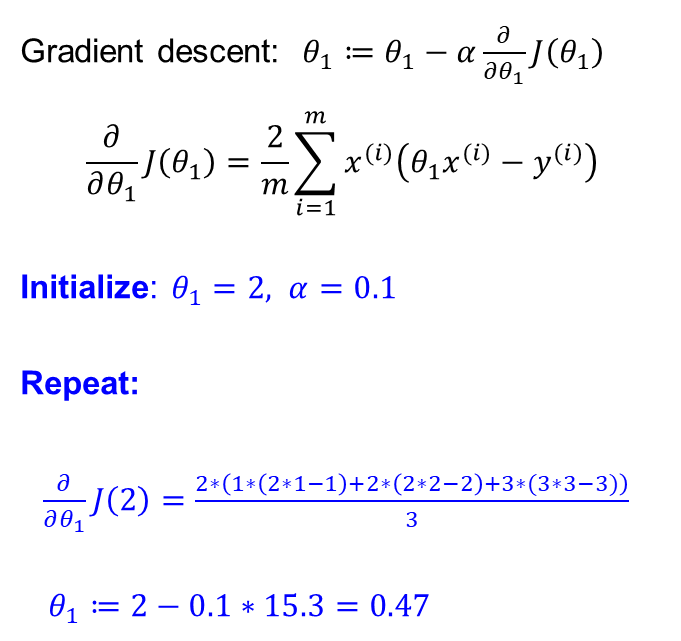 Gradient descent: θ₁ := θ₁ − α ∂/∂θ₁ J(θ₁)
∂/∂θ₁ J(θ₁) = 2/m ∑ᵢ₌₁ᵐ x⁽ⁱ⁾(θ₁x⁽ⁱ⁾ − y⁽ⁱ⁾)
Initialize: θ₁ = 2, α = 0.1
Repeat:
∂/∂θ₁ J(2) = 2∗(1∗(2∗1−1)+2∗(2∗2−2)+3∗(3∗3−3))/3
θ₁ := 2 − 0.1 ∗ 15.3 = 0.47